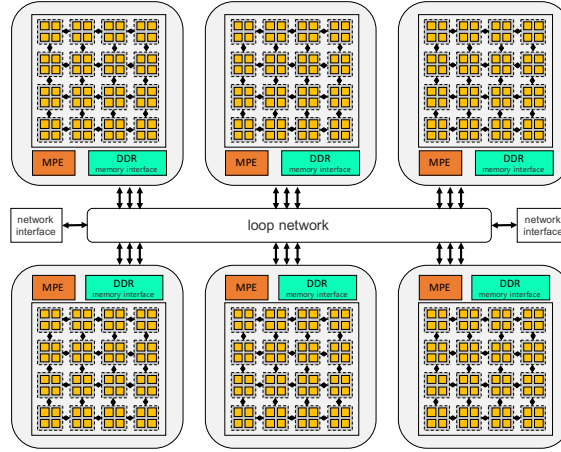 MPE
DDR
memory interface
MPE
DDR
memory interface
MPE
DDR
memory interface
network
interface
loop network
network
interface
MPE
DDR
memory interface
MPE
DDR
memory interface
MPE
DDR
memory interface